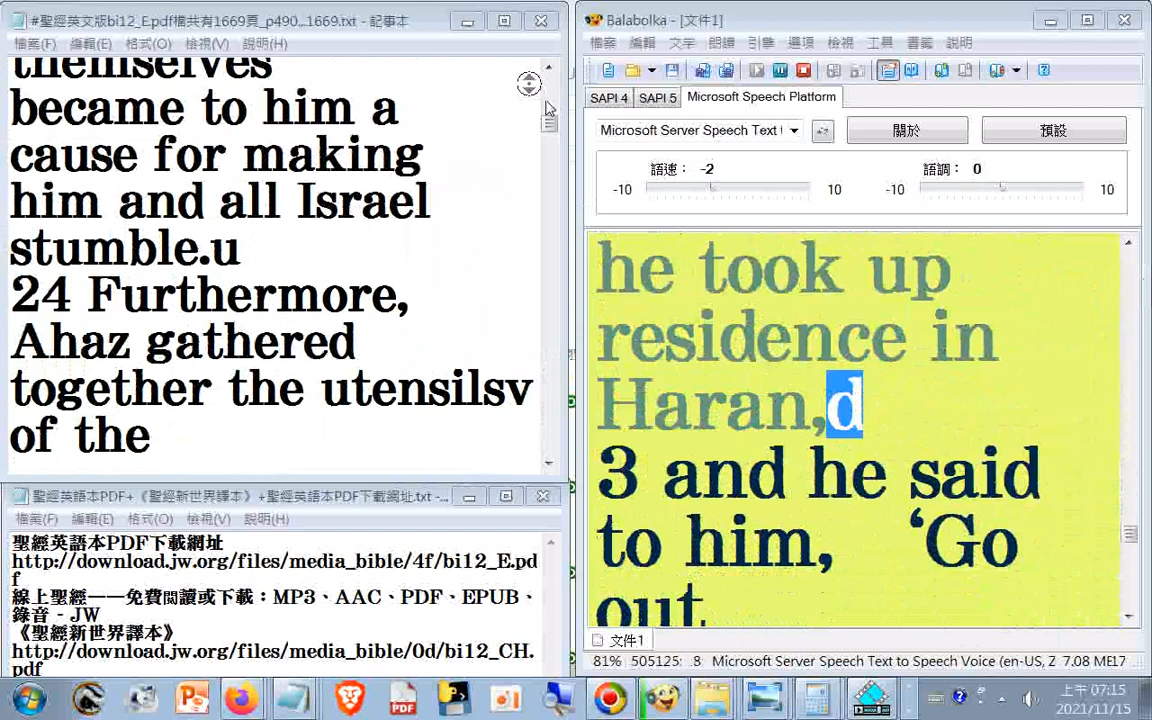 #聖經英文版bi12_E.pdf檔共有1669頁_p490..._1669.txt - 記事本
檔案(F) 編輯(E) 格式(O) 檢視(V) 說明(H)
themselves
became to him a
cause for making
him and all Israel
stumble.u
24 Furthermore,
Ahaz gathered
together the utensilsv
of the
聖經英語本PDF+《聖經新世界譯本》+聖經英語本PDF下載網址.txt - ...
檔案(F) 編輯(E) 格式(O) 檢視(V) 說明(H)
聖經英語本PDF下載網址
http://download.jw.org/files/media_bible/4f/bi12_E.pd
f
線上聖經——免費閱讀或下載：MP3、AAC、PDF、EPUB、
錄音 - JW
《聖經新世界譯本》
http://download.jw.org/files/media_bible/0d/bi12_CH.
pdf
Balabolka - [文件1]
檔案 編輯 文字 朗讀 引擎 選項 檢視 工具 書籤 說明
SAPI 4 SAPI 5 Microsoft Speech Platform
Microsoft Server Speech Text
關於 預設
語速： -2 語調： 0
-10 10 -10 10
he took up
residence in
Haran,d
3 and he said
to him, ‘Go
out
文件1
81% 505125: 8 Microsoft Server Speech Text to Speech Voice (en-US, Z 7.08 ME17
上午 07:15
2021/11/15